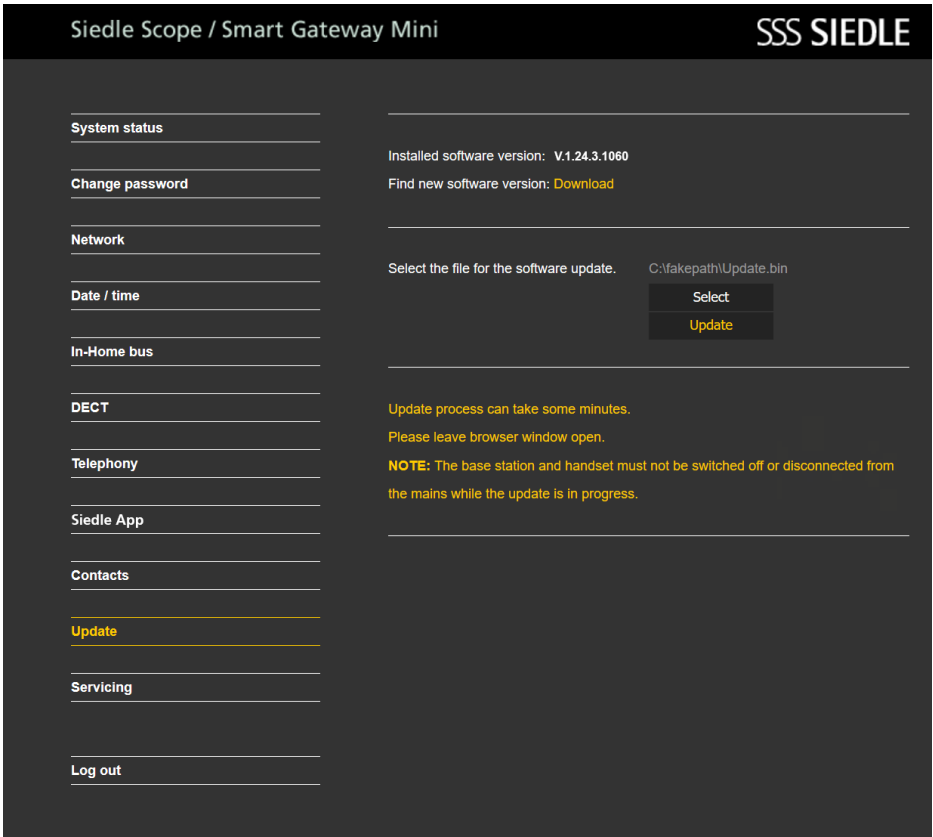 Siedle Scope / Smart Gateway Mini
SSS SIEDLE
System status
Change password
Network
Date / time
In-Home bus
DECT
Telephony
Siedle App
Contacts
Update
Servicing
Log out
Installed software version: V.1.24.3.1060
Find new software version: Download
Select the file for the software update. C:\fakepath\Update.bin
Select
Update
Update process can take some minutes.
Please leave browser window open.
NOTE: The base station and handset must not be switched off or disconnected from
the mains while the update is in progress.